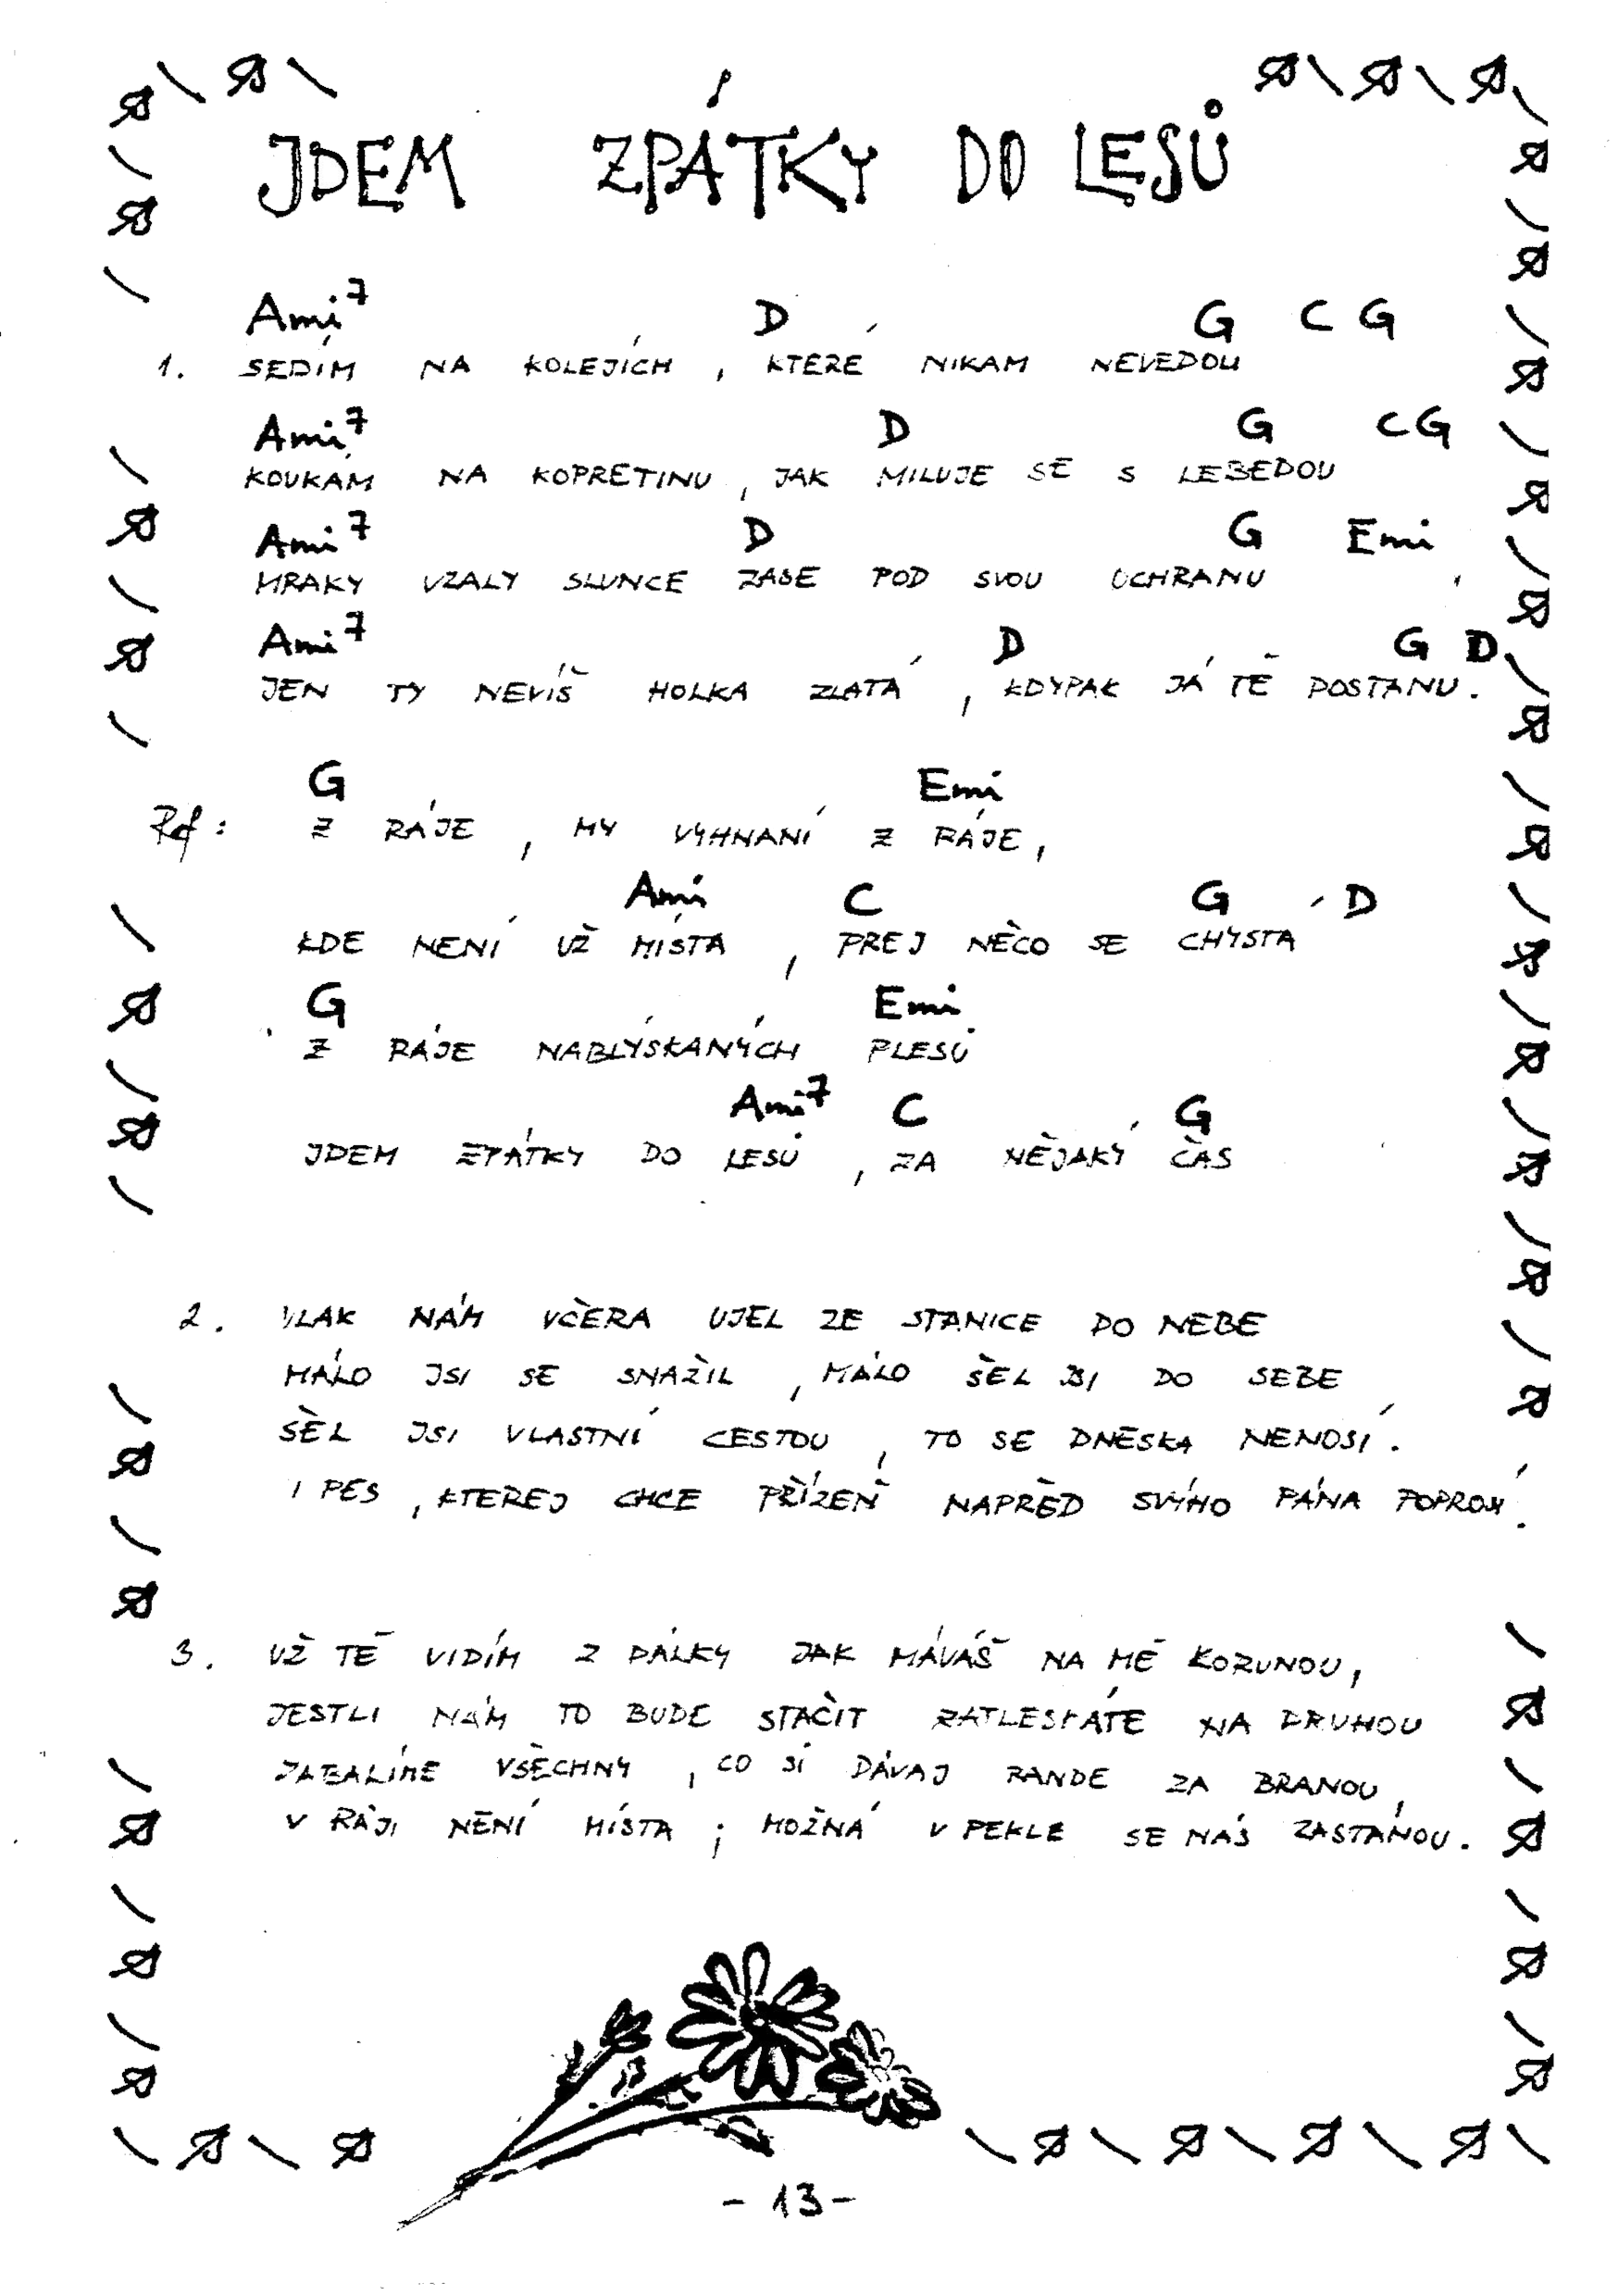 JDEM ZPÁTKY DO LESŮ
Ami7 D G C G
1. SEDÍM NA KOLEJÍCH, KTERÉ NIKAM NEVEDOU
Ami7 D G C G
KOUKÁM NA KOPRETINU, JAK MILUJE SE S LEBEDOU
Ami7 D G Emi
MRAKY VZALY SLUNCE ZASE POD SVOU OCHRANU,
Ami7 D G D
JEN TY NEVÍŠ HOLKA ZLATÁ, KDYPAK JÁ TĚ DOSTANU.
G Emi
Ref: Z RÁJE, MY VYHNANÍ Z RÁJE,
Ami C G D
KDE NENÍ UŽ MÍSTA, PREJ NĚCO SE CHYSTÁ
G Emi
Z RÁJE NABLÝSKANÝCH PLESŮ
Ami7 C G
JDEM ZPÁTKY DO LESŮ, ZA NĚJAKÝ ČAS
2. VLAK NÁM VČERA UJEL ZE STANICE DO NEBE
MÁLO JSI SE SNAŽIL, MÁLO ŠEL JSI DO SEBE
ŠEL JSI VLASTNÍ CESTOU, TO SE DNESKA NENOSÍ.
I PES, KTEREJ CHCE PŘÍZEŇ NAPŘED SVÝHO PÁNA POPROSÍ.
3. UŽ TĚ VIDÍM Z DÁLKY JAK MÁVÁŠ NA MĚ KORUNOU,
JESTLI NÁM TO BUDE STAČIT ZATLESKÁTE NA DRUHOU
ZABALÍME VŠECHNY, CO SI DÁVAJ RANDE ZA BRANOU,
V RÁJI NENÍ MÍSTA; MOŽNÁ V PEKLE SE NÁS ZASTANOU.
- 13 -